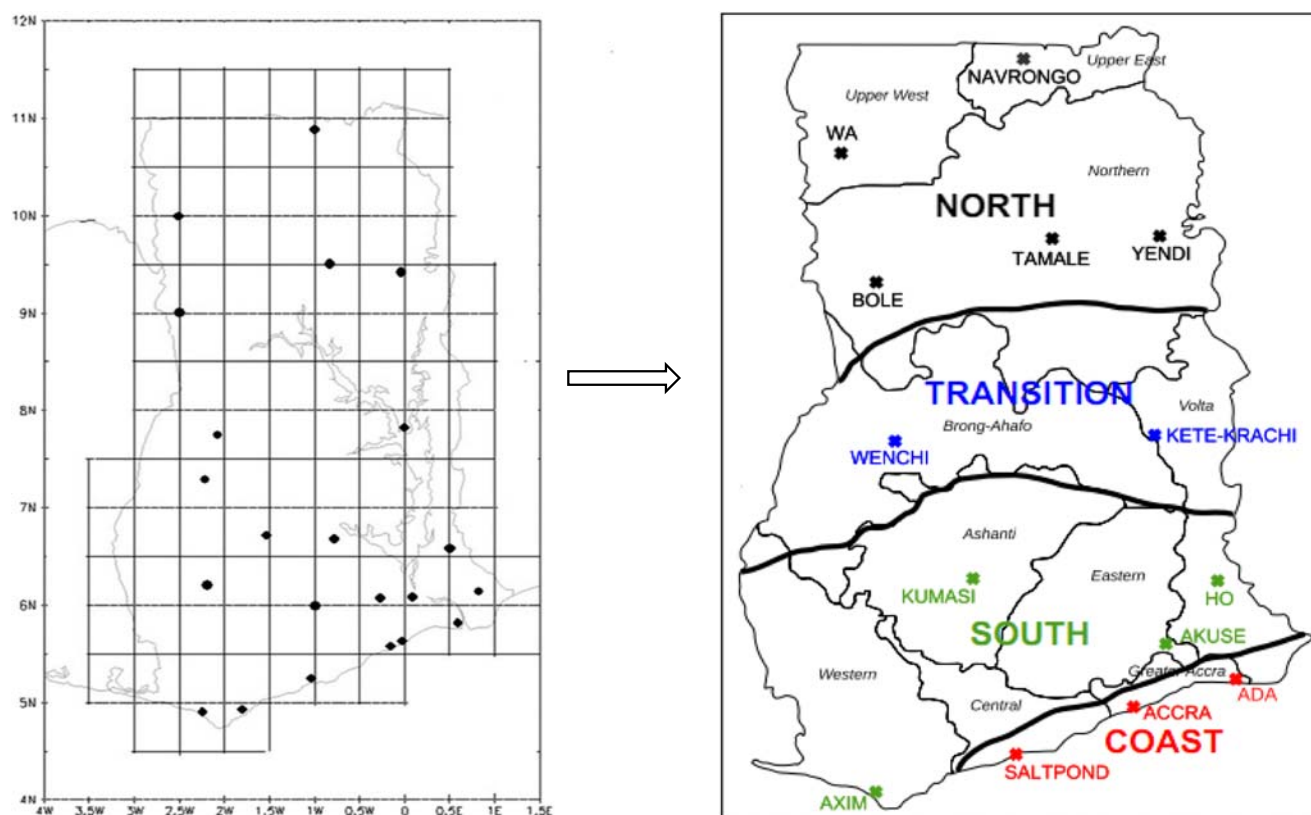 12N
11N
10N
9N
8N
7N
6N
5N
4N
4W 3.5W 3W 2.5W 2W 1.5W 1W 0.5W 0 0.5E 1E 1.5E
Upper East
NAVRONGO
Upper West
WA
Northern
NORTH
TAMALE
YENDI
BOLE
TRANSITION
Volta
Brong-Ahafo
KETE-KRACHI
WENCHI
Ashanti
Eastern
KUMASI
HO
SOUTH
AKUSE
Western
Greater Accra
ADA
Central
ACCRA
COAST
SALTPOND
AXIM